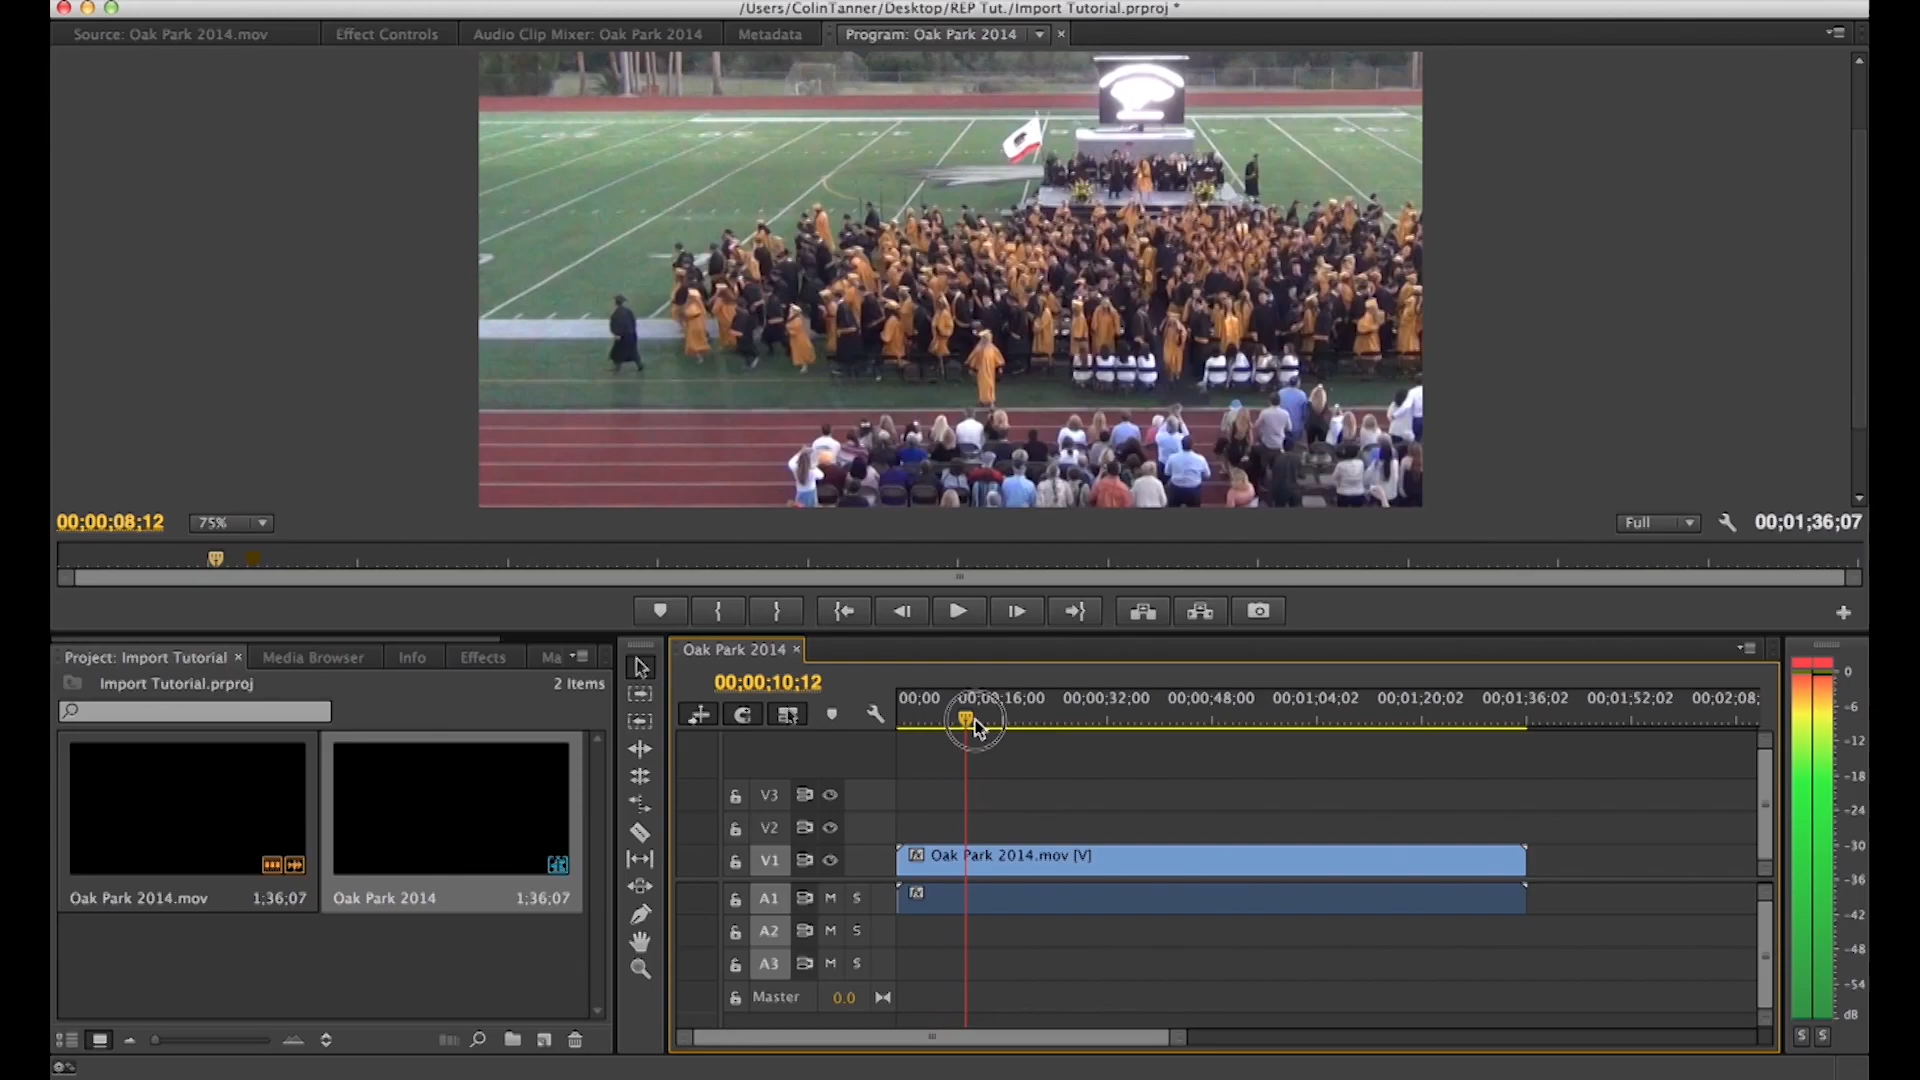 /Users/ColinTanner/Desktop/REP Tut./Import Tutorial.prproj *
Source: Oak Park 2014.mov
Effect Controls
Audio Clip Mixer: Oak Park 2014
Metadata
Program: Oak Park 2014
00;00;08;12
75%
Full
00;01;36;07
Project: Import Tutorial
Media Browser
Info
Effects
Ma
Import Tutorial.prproj
2 Items
Oak Park 2014.mov
1;36;07
Oak Park 2014
1;36;07
Oak Park 2014
00;00;10;12
00;00
00;00;16;00
00;00;32;00
00;00;48;00
00;01;04;02
00;01;20;02
00;01;36;02
00;01;52;02
00;02;08;
V3
V2
V1
Oak Park 2014.mov [V]
A1 M S
A2 M S
A3 M S
Master 0.0
0
-6
-12
-18
-24
-30
-36
-42
-48
-54
dB
S S